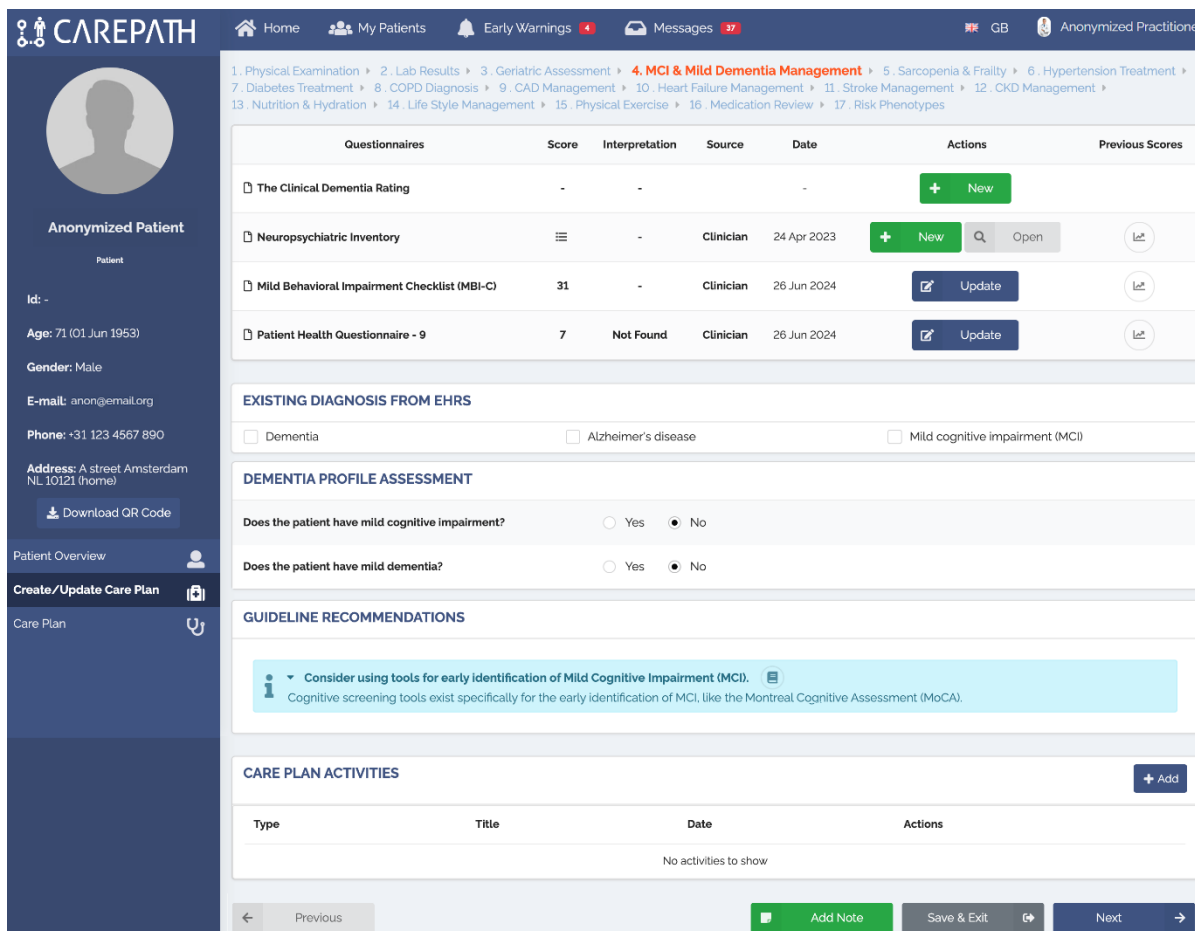 CAREPATH
Home My Patients Early Warnings 4 Messages 37 GB Anonymized Practitione
Anonymized Patient
Patient
Id: -
Age: 71 (01 Jun 1953)
Gender: Male
E-mail: anon@email.org
Phone: +31 123 4567 890
Address: A street Amsterdam
NL 10121 (home)
Download QR Code
Patient Overview
Create/Update Care Plan
Care Plan
1. Physical Examination 2. Lab Results 3. Geriatric Assessment 4. MCI & Mild Dementia Management 5. Sarcopenia & Frailty 6. Hypertension Treatment
7. Diabetes Treatment 8. COPD Diagnosis 9. CAD Management 10. Heart Failure Management 11. Stroke Management 12. CKD Management
13. Nutrition & Hydration 14. Life Style Management 15. Physical Exercise 16. Medication Review 17. Risk Phenotypes
Questionnaires Score Interpretation Source Date Actions Previous Scores
The Clinical Dementia Rating - - - New
Neuropsychiatric Inventory - Clinician 24 Apr 2023 New Open
Mild Behavioral Impairment Checklist (MBI-C) 31 - Clinician 26 Jun 2024 Update
Patient Health Questionnaire - 9 7 Not Found Clinician 26 Jun 2024 Update
EXISTING DIAGNOSIS FROM EHRS
Dementia Alzheimer's disease Mild cognitive impairment (MCI)
DEMENTIA PROFILE ASSESSMENT
Does the patient have mild cognitive impairment? Yes No
Does the patient have mild dementia? Yes No
GUIDELINE RECOMMENDATIONS
Consider using tools for early identification of Mild Cognitive Impairment (MCI).
Cognitive screening tools exist specifically for the early identification of MCI, like the Montreal Cognitive Assessment (MoCA).
CARE PLAN ACTIVITIES
+ Add
Type Title Date Actions
No activities to show
Previous Add Note Save & Exit Next